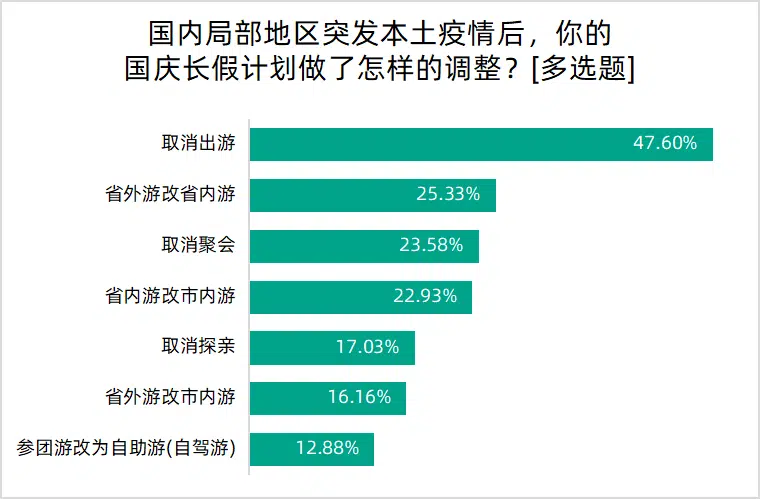 国内局部地区突发本土疫情后，你的
国庆长假计划做了怎样的调整？[多选题]
取消出游 47.60%
省外游改省内游 25.33%
取消聚会 23.58%
省内游改市内游 22.93%
取消探亲 17.03%
省外游改市内游 16.16%
参团游改为自助游(自驾游) 12.88%